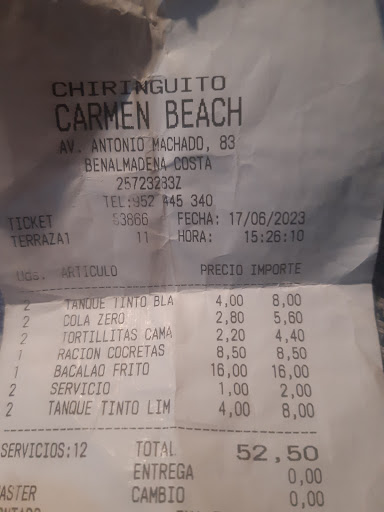 CHIRINGUITO
CARMEN BEACH
AV. ANTONIO MACHADO, 83
BENALMADENA COSTA
25723283Z
TEL:952 445 340
TICKET 83866 FECHA: 17/06/2023
TERRAZA1 11 HORA: 15:26:10
Uds. ARTICULO PRECIO IMPORTE
2 TANQUE TINTO BLA 4,00 8,00
2 COLA ZERO 2,80 5,60
2 TORTILLITAS CAMA 2,20 4,40
1 RACION COCRETAS 8,50 8,50
1 BACALAO FRITO 16,00 16,00
2 SERVICIO 1,00 2,00
2 TANQUE TINTO LIM 4,00 8,00
SERVICIOS:12 TOTAL 52,50
ENTREGA 0,00
ASTER CAMBIO 0,00